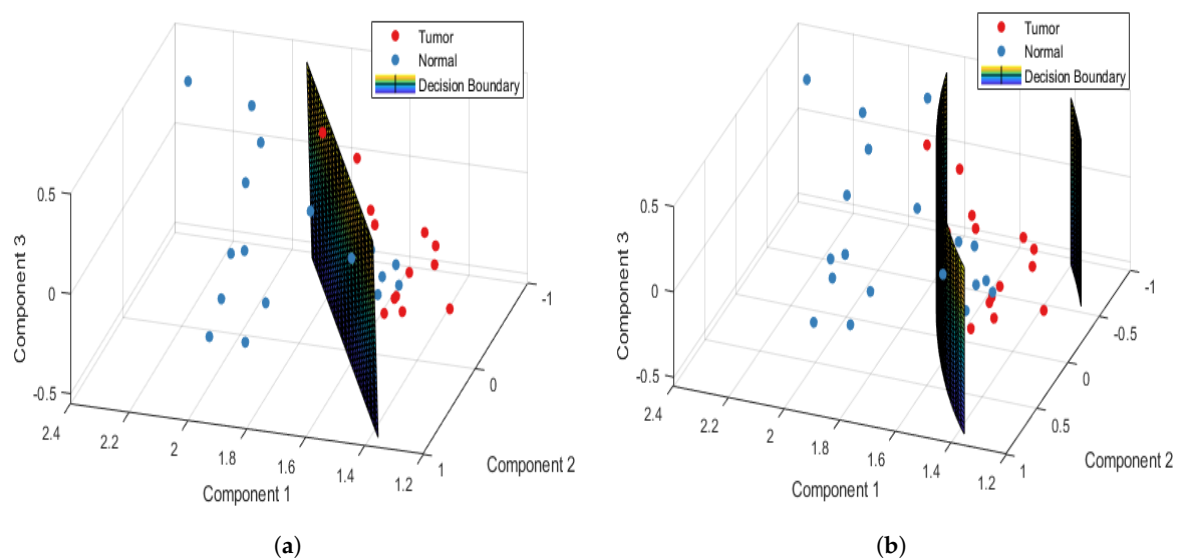 Tumor
Normal
Decision Boundary
0.5
0
-0.5
Component 3
2.4
2.2
2
1.8
1.6
1.4
1.2
Component 1
1
0
-1
Component 2
(a)
Tumor
Normal
Decision Boundary
0.5
0
-0.5
Component 3
2.4
2.2
2
1.8
1.6
1.4
1.2
Component 1
1
0.5
0
-0.5
-1
Component 2
(b)